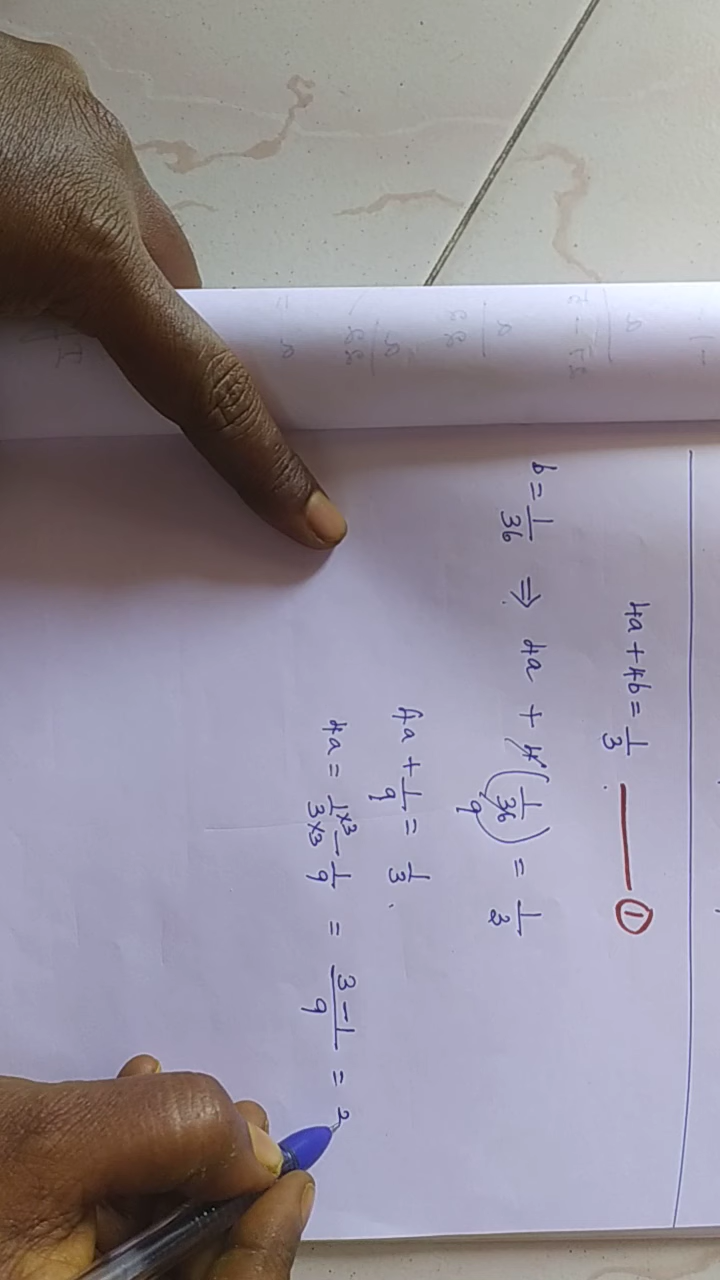 4a + 4b = 1/3 ——— ①
b = 1/36 ⇒ 4a + 4(1/36) = 1/3
9
4a + 1/9 = 1/3.
4a = 1×3/3×3 − 1/9 = 3−1/9 = 2